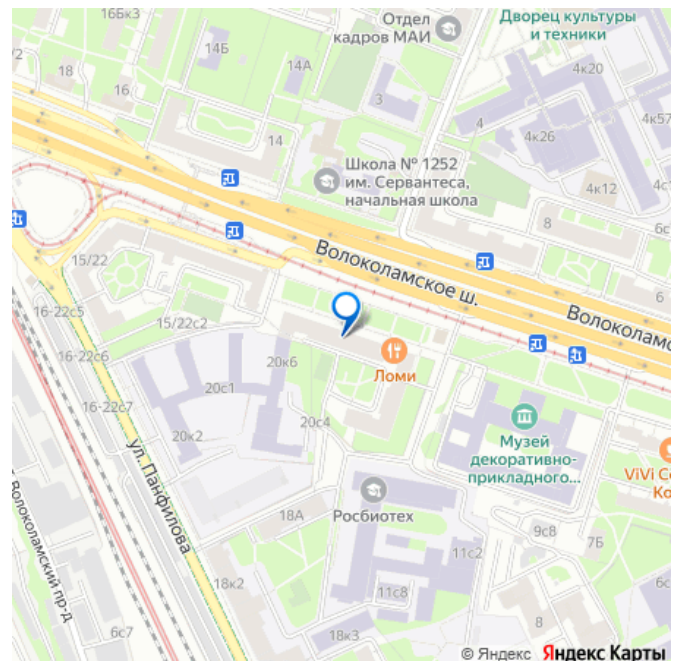 16Бк3
Отдел
кадров МАИ
Дворец культуры
и техники
14Б
14А
4к20
18
16
3
4
4к26
4к57
14
Школа № 1252
им. Сервантеса,
начальная школа
4к12
8
15/22
Волоколамское ш.
6
16-22с5
15/22с2
Волоколамс
16-22с6
20к6
Ломи
20с1
16-22с7
20к2
20с4
Музей
декоративно-
прикладного...
ул. Панфилова
ViVi Со
Ко
Росбиотех
18А
9с8
7Б
11с2
Волоколамский пр-д
18к2
11с8
8
6с7
18к3
© Яндекс Яндекс Карты